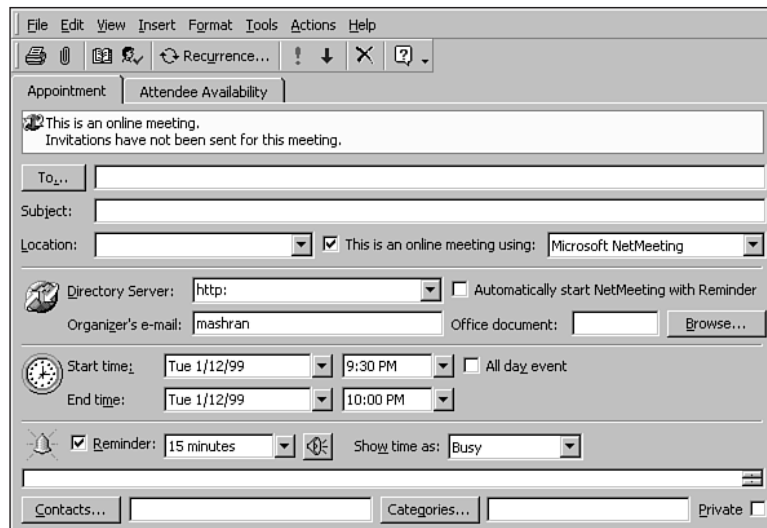 File Edit View Insert Format Tools Actions Help
Recurrence...
Appointment Attendee Availability
This is an online meeting.
Invitations have not been sent for this meeting.
To...
Subject:
Location: This is an online meeting using: Microsoft NetMeeting
Directory Server: http: Automatically start NetMeeting with Reminder
Organizer's e-mail: mashran Office document: Browse...
Start time: Tue 1/12/99 9:30 PM All day event
End time: Tue 1/12/99 10:00 PM
Reminder: 15 minutes Show time as: Busy
Contacts... Categories... Private